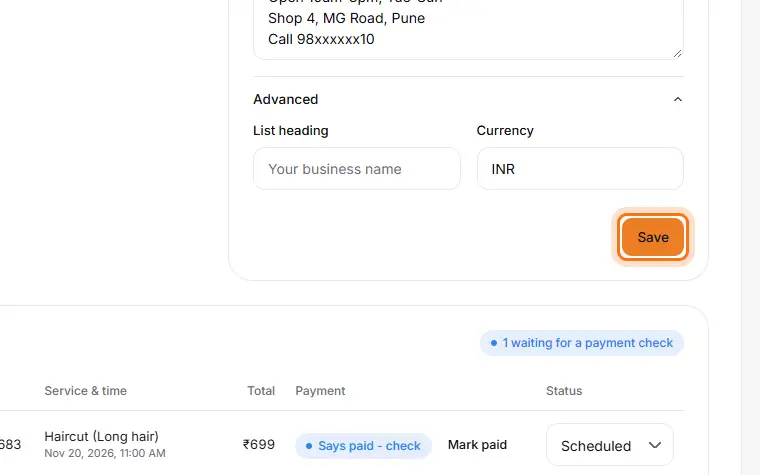 Shop 4, MG Road, Pune
Call 98xxxxxx10
Advanced
List heading
Currency
Your business name
INR
Save
1 waiting for a payment check
Service & time
Total
Payment
Status
683
Haircut (Long hair)
Nov 20, 2026, 11:00 AM
₹699
Says paid - check
Mark paid
Scheduled